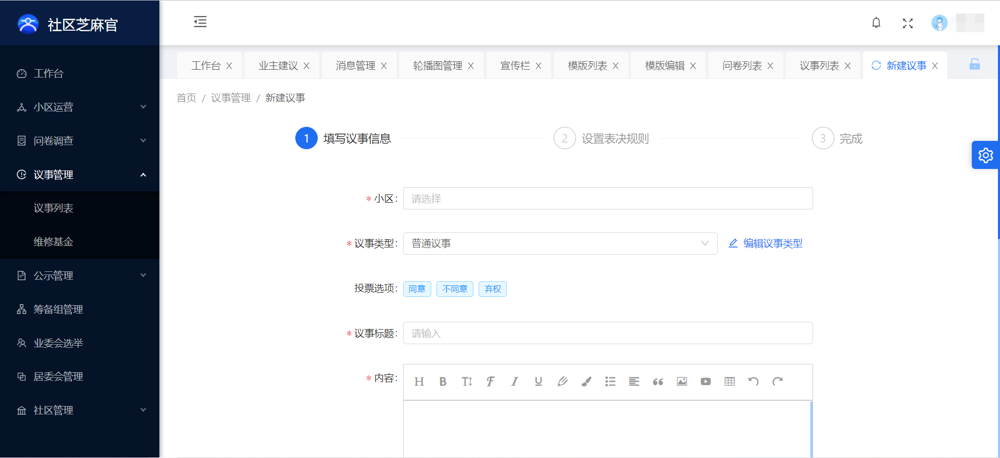 社区芝麻官
工作台
小区运营
问卷调查
议事管理
议事列表
维修基金
公示管理
筹备组管理
业委会选举
居委会管理
社区管理
工作台 业主建议 消息管理 轮播图管理 宣传栏 模版列表 模版编辑 问卷列表 议事列表 新建议事
首页 / 议事管理 / 新建议事
1 填写议事信息 2 设置表决规则 3 完成
* 小区: 请选择
* 议事类型: 普通议事 编辑议事类型
投票选项: 同意 不同意 弃权
* 议事标题: 请输入
* 内容: